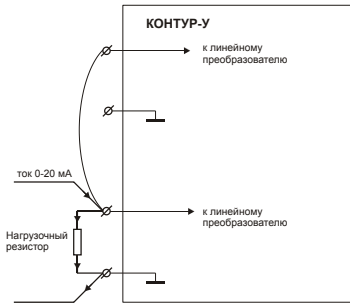 КОНТУР-У
к линейному
преобразователю
ток 0-20 мА
к линейному
преобразователю
Нагрузочный
резистор